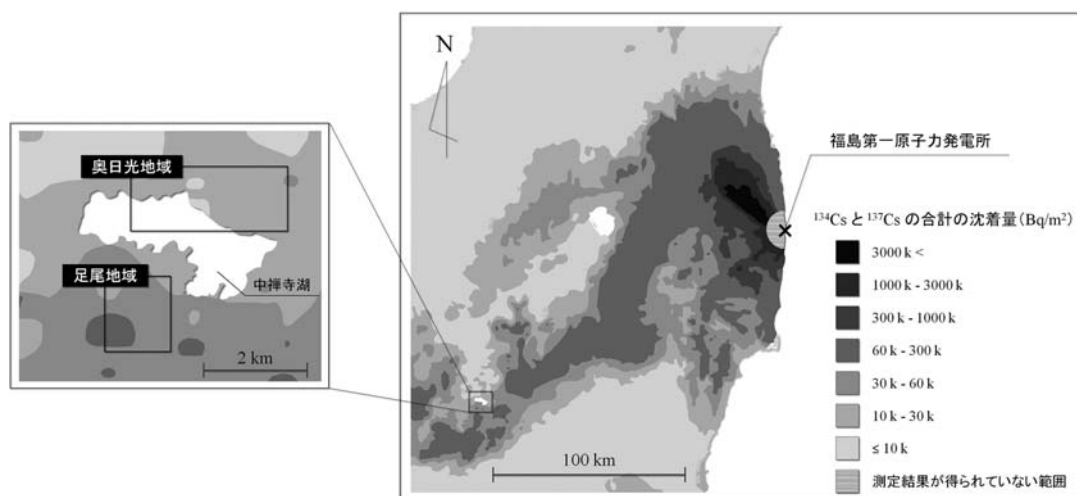 奥日光地域
足尾地域
中禅寺湖
2 km
N
100 km
福島第一原子力発電所
¹³⁴Cs と ¹³⁷Cs の合計の沈着量(Bq/m²)
3000 k <
1000 k - 3000 k
300 k - 1000 k
60 k - 300 k
30 k - 60 k
10 k - 30 k
≤ 10 k
測定結果が得られていない範囲